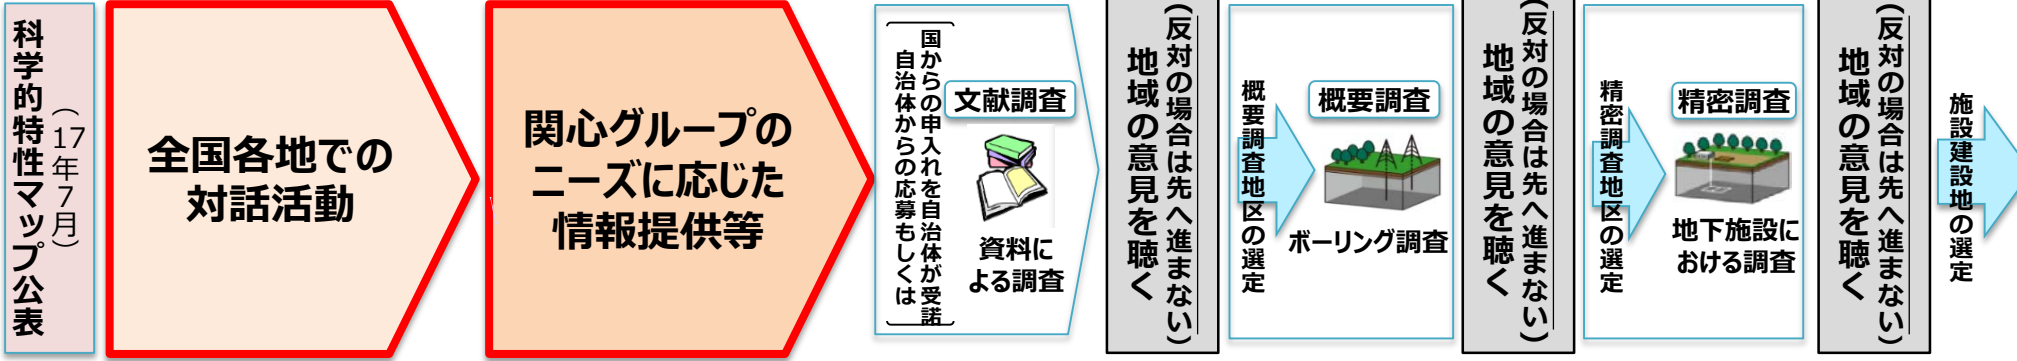 科学的特性マップ公表
（17年７月）
全国各地での
対話活動
関心グループの
ニーズに応じた
情報提供等
自治体からの応募もしくは
国からの申入れを自治体が受諾
文献調査
資料に
よる調査
地域の意見を聴く
（反対の場合は先へ進まない）
概要調査地区の選定
概要調査
ボーリング調査
地域の意見を聴く
（反対の場合は先へ進まない）
精密調査地区の選定
精密調査
地下施設に
おける調査
地域の意見を聴く
（反対の場合は先へ進まない）
施設建設地の選定